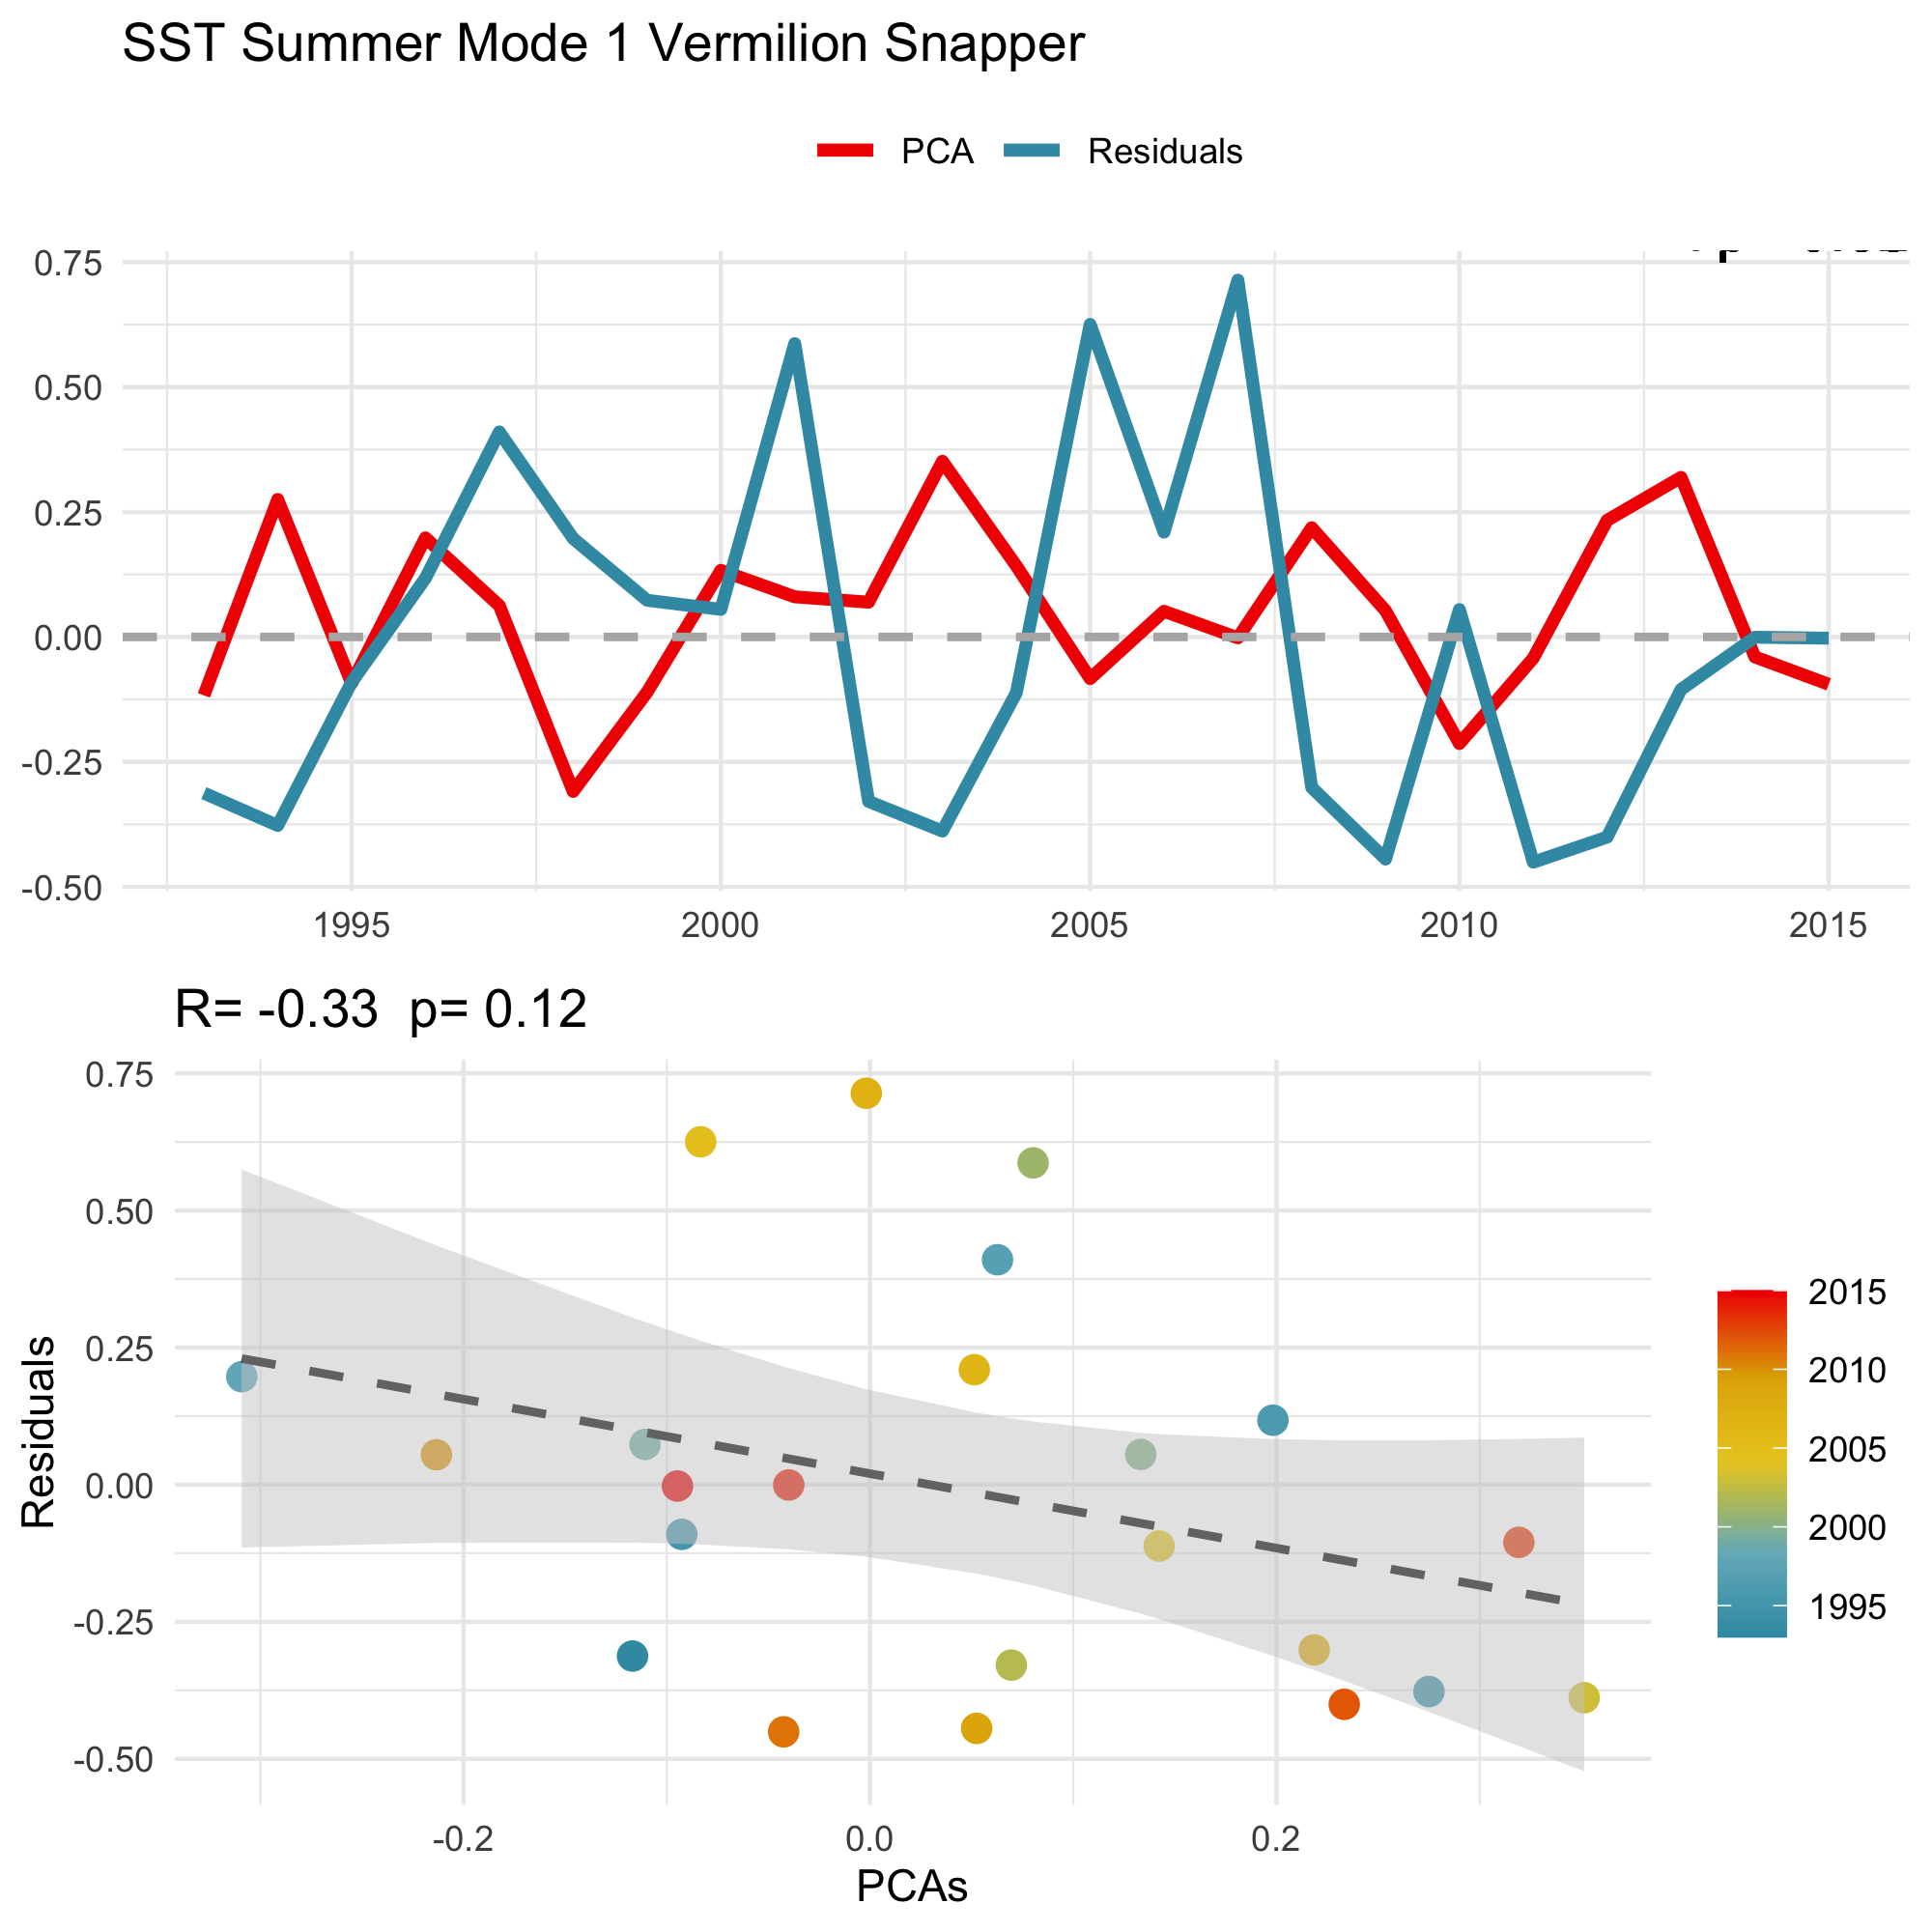 SST Summer Mode 1 Vermilion Snapper
PCA Residuals
0.75
0.50
0.25
0.00
-0.25
-0.50
1995 2000 2005 2010 2015
R= -0.33 p= 0.12
Residuals
0.75
0.50
0.25
0.00
-0.25
-0.50
-0.2 0.0 0.2
PCAs
2015
2010
2005
2000
1995